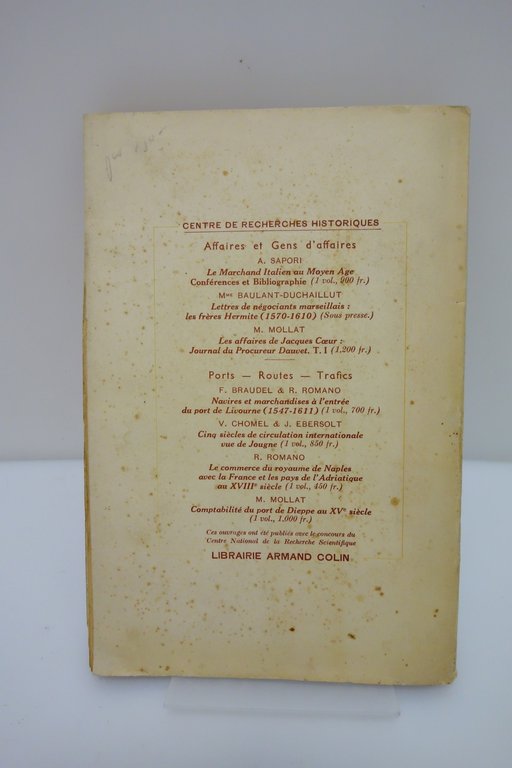 CENTRE DE RECHERCHES HISTORIQUES
Affaires et Gens d'affaires
A. SAPORI
Le Marchand Italien au Moyen Age
Conférences et Bibliographie (1 vol., 900 fr.)
Mme BAULANT-DUCHAILLUT
Lettres de négociants marseillais :
les frères Hermite (1570-1610) (Sous presse.)
M. MOLLAT
Les affaires de Jacques Cœur :
Journal du Procureur Dauvet. T. I (1,200 fr.)
Ports — Routes — Trafics
F. BRAUDEL & R. ROMANO
Navires et marchandises à l'entrée
du port de Livourne (1547-1611) (1 vol., 700 fr.)
V. CHOMEL & J. EBERSOLT
Cinq siècles de circulation internationale
vue de Jougne (1 vol., 850 fr.)
R. ROMANO
Le commerce du royaume de Naples
avec la France et les pays de l'Adriatique
au XVIIIe siècle (1 vol., 450 fr.)
M. MOLLAT
Comptabilité du port de Dieppe au XVe siècle
(1 vol., 1,000 fr.)
Ces ouvrages ont été publiés avec le concours du
Centre National de la Recherche Scientifique
LIBRAIRIE ARMAND COLIN